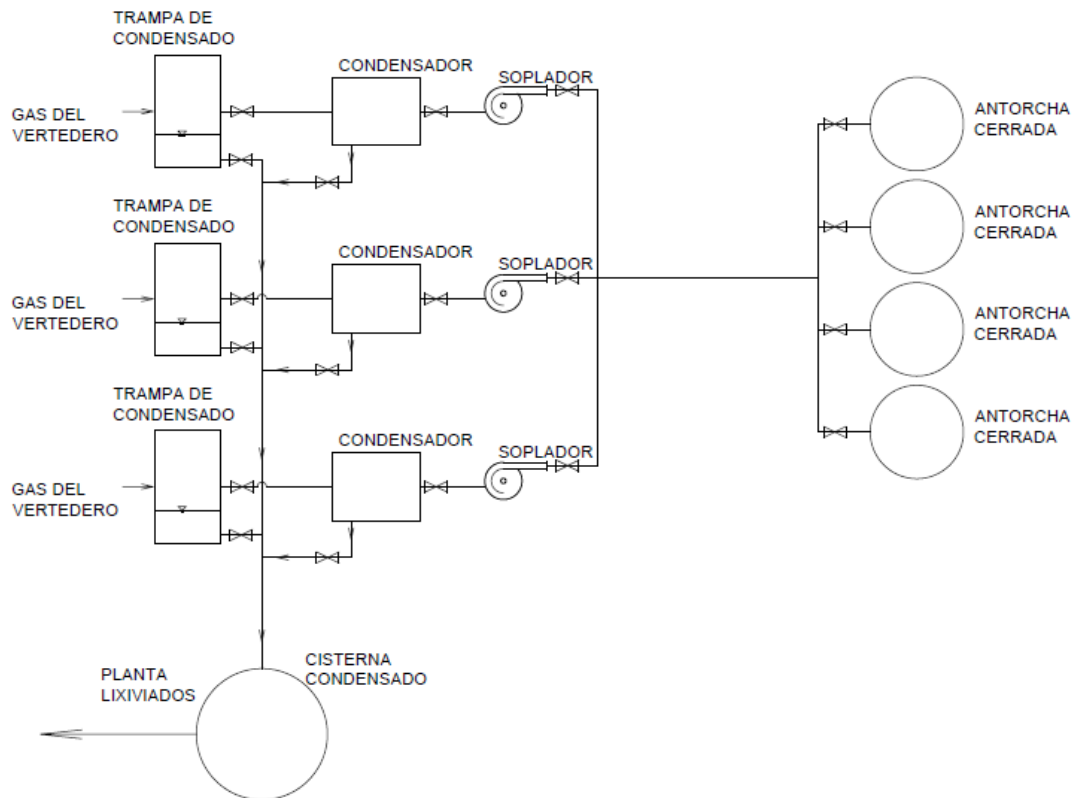 TRAMPA DE
CONDENSADO
CONDENSADOR
SOPLADOR
GAS DEL
VERTEDERO
ANTORCHA
CERRADA
TRAMPA DE
CONDENSADO
CONDENSADOR
SOPLADOR
ANTORCHA
CERRADA
GAS DEL
VERTEDERO
ANTORCHA
CERRADA
TRAMPA DE
CONDENSADO
CONDENSADOR
SOPLADOR
ANTORCHA
CERRADA
GAS DEL
VERTEDERO
PLANTA
LIXIVIADOS
CISTERNA
CONDENSADO